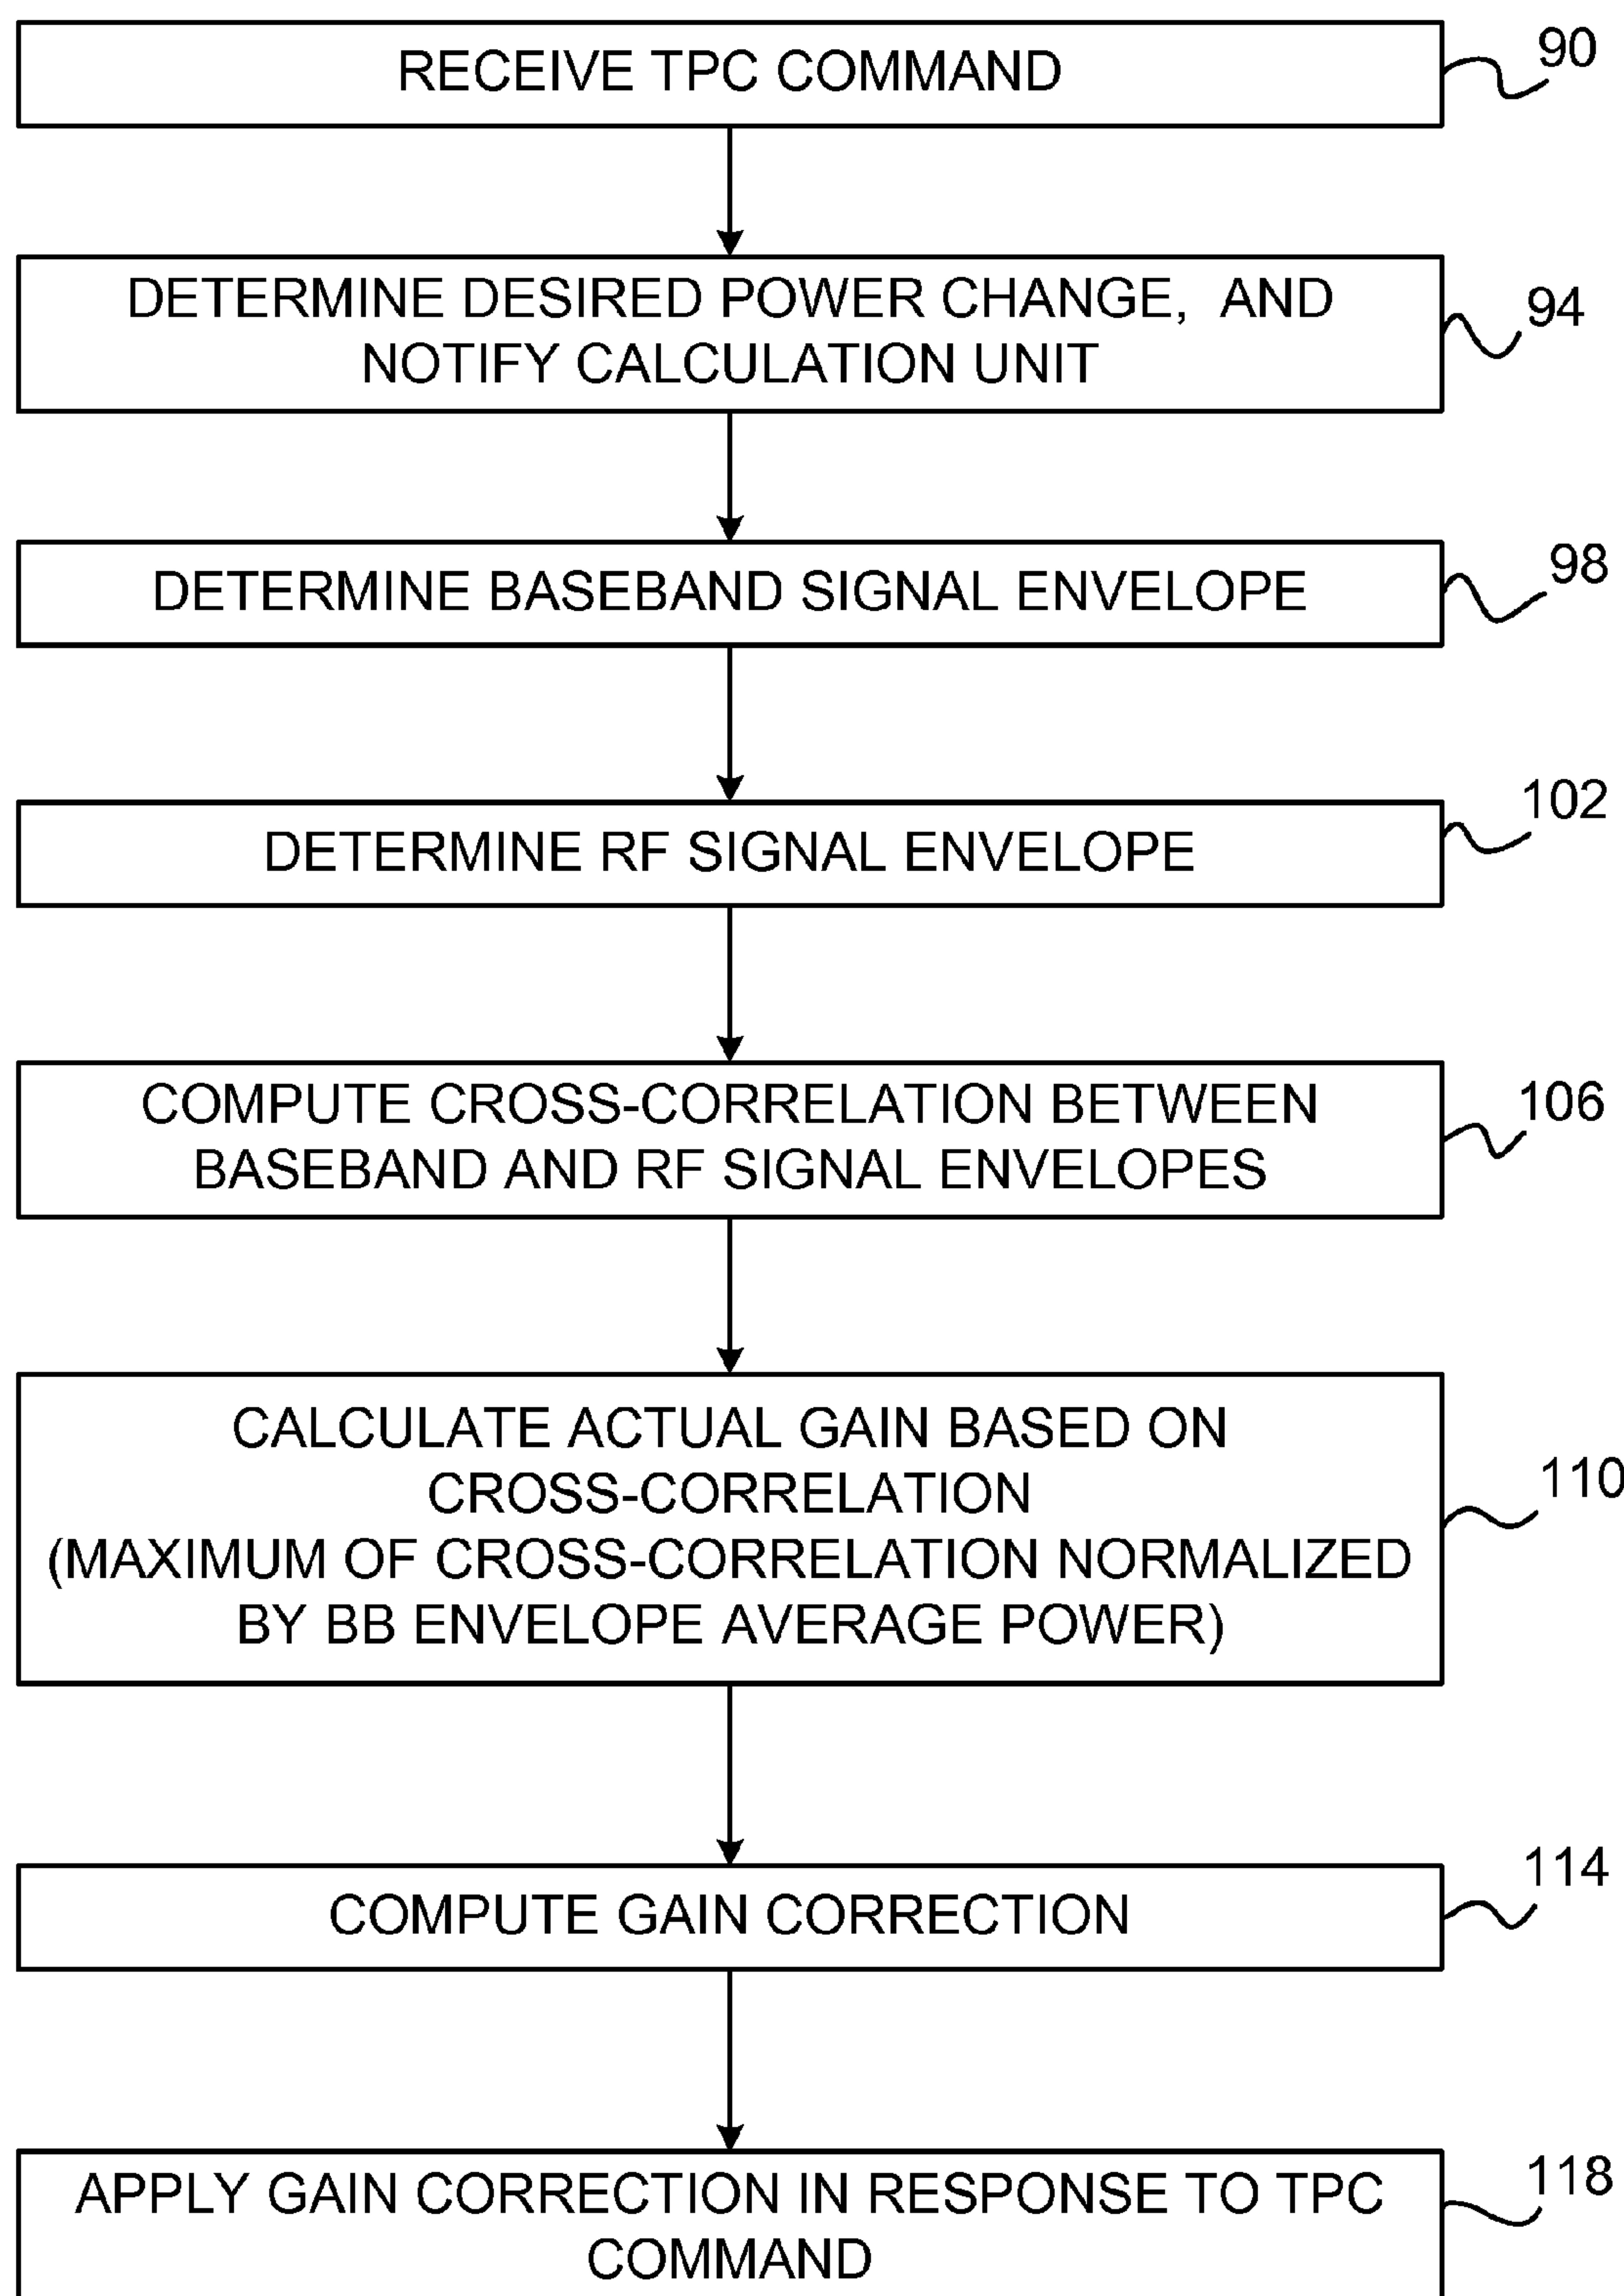 RECEIVE TPC COMMAND
90
DETERMINE DESIRED POWER CHANGE, AND
NOTIFY CALCULATION UNIT
94
DETERMINE BASEBAND SIGNAL ENVELOPE
98
DETERMINE RF SIGNAL ENVELOPE
102
COMPUTE CROSS-CORRELATION BETWEEN
BASEBAND AND RF SIGNAL ENVELOPES
106
CALCULATE ACTUAL GAIN BASED ON
CROSS-CORRELATION
(MAXIMUM OF CROSS-CORRELATION NORMALIZED
BY BB ENVELOPE AVERAGE POWER)
110
COMPUTE GAIN CORRECTION
114
APPLY GAIN CORRECTION IN RESPONSE TO TPC
COMMAND
118